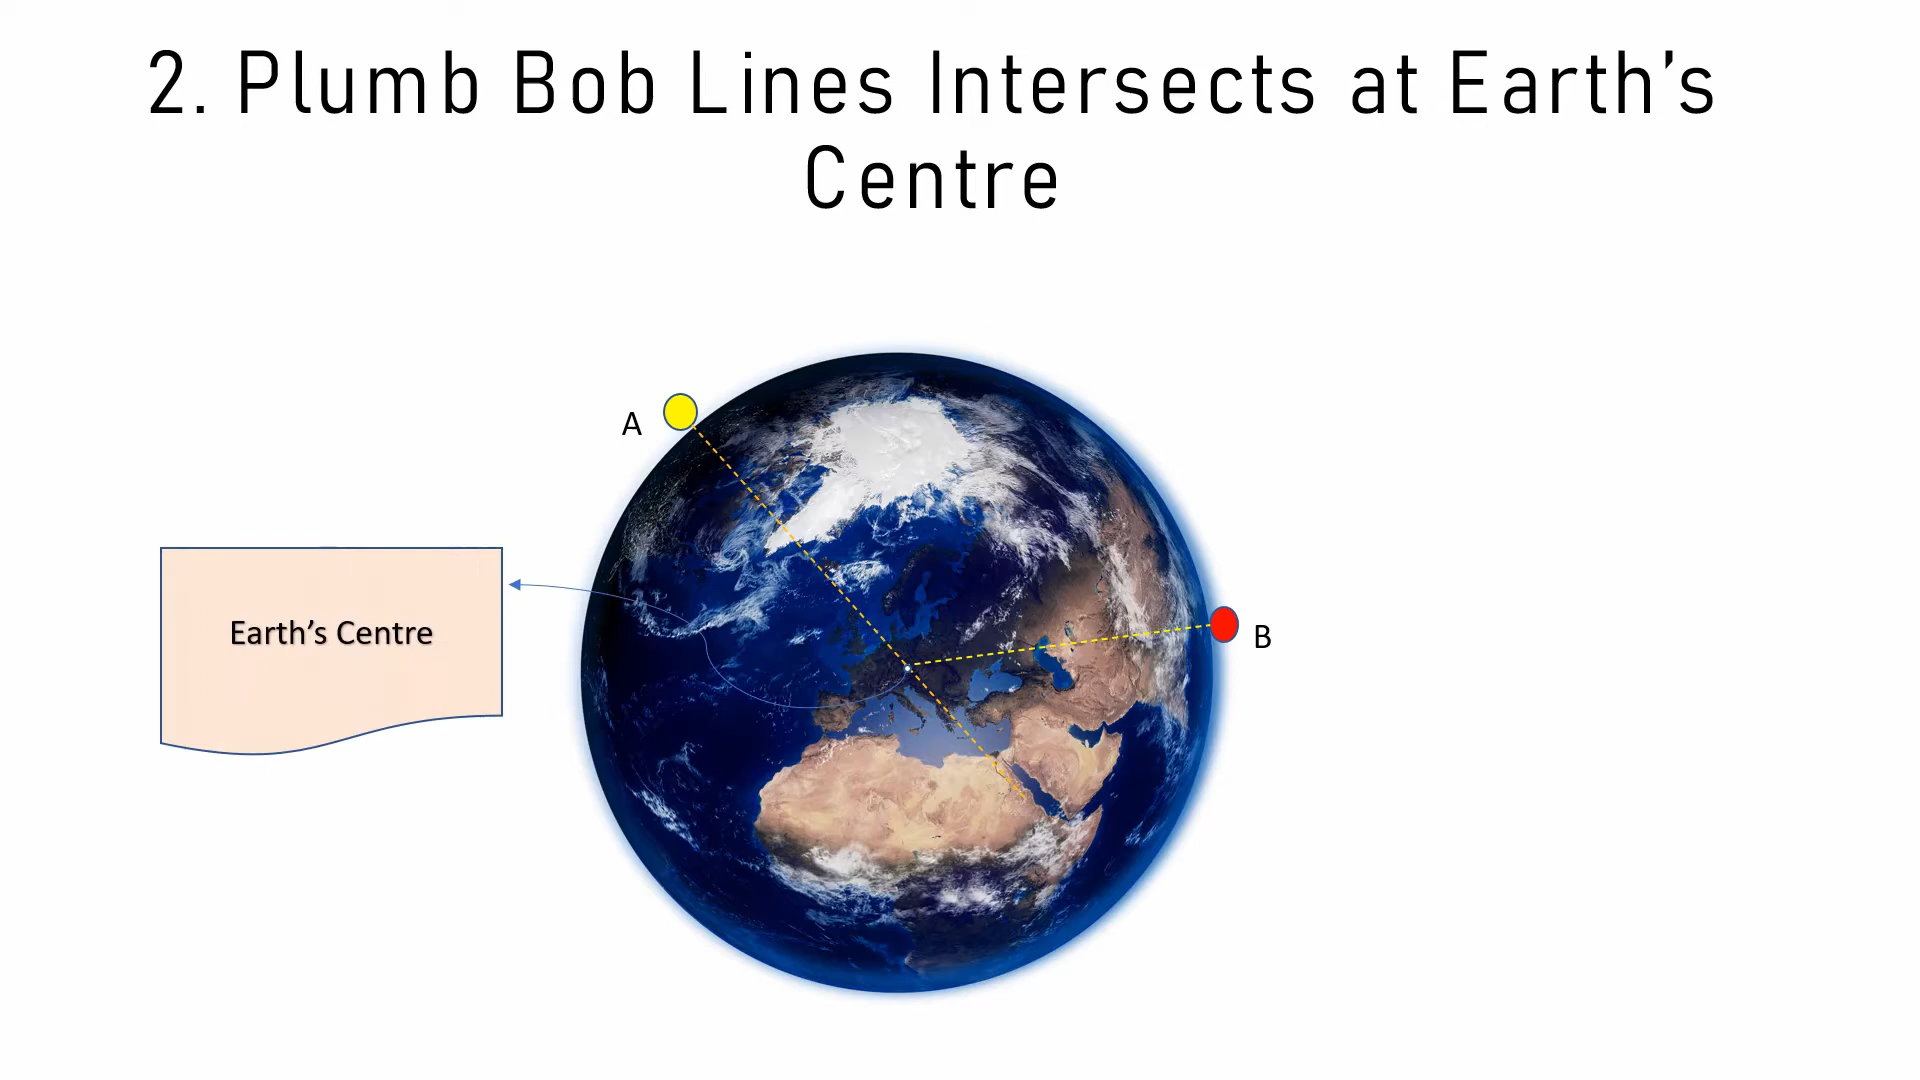 2. Plumb Bob Lines Intersects at Earth’s
Centre
A
Earth’s Centre
B